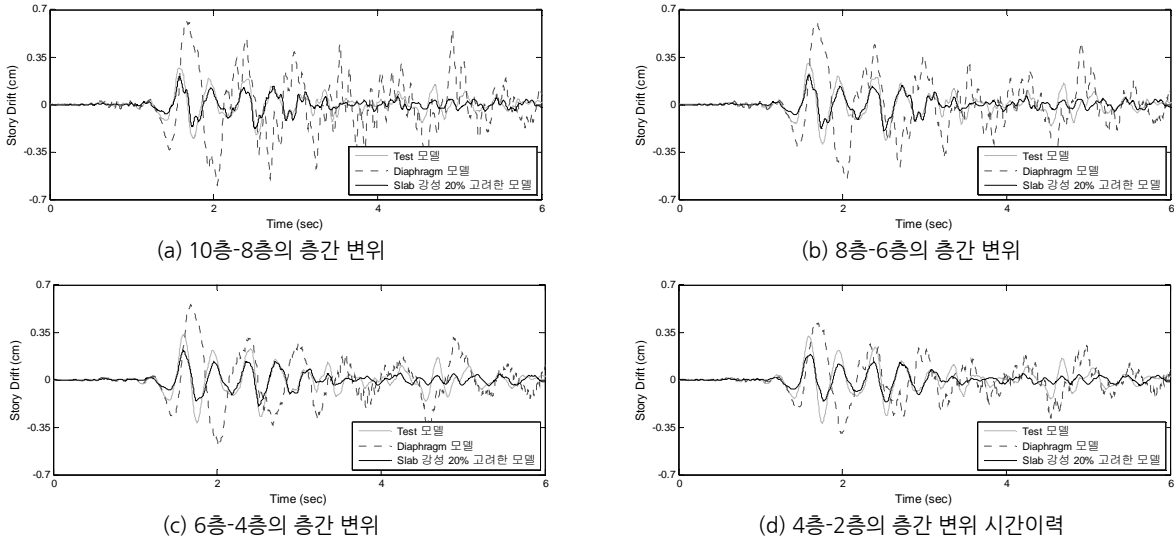 0.7
0.35
0
-0.35
-0.7
Story Drift (cm)
0 2 4 6
Time (sec)
Test 모델
Diaphragm 모델
Slab 강성 20% 고려한 모델
(a) 10층-8층의 층간 변위
0.7
0.35
0
-0.35
-0.7
Story Drift (cm)
0 2 4 6
Time (sec)
Test 모델
Diaphragm 모델
Slab 강성 20% 고려한 모델
(b) 8층-6층의 층간 변위
0.7
0.35
0
-0.35
-0.7
Story Drift (cm)
0 2 4 6
Time (sec)
Test 모델
Diaphragm 모델
Slab 강성 20% 고려한 모델
(c) 6층-4층의 층간 변위
0.7
0.35
0
-0.35
-0.7
Story Drift (cm)
0 2 4 6
Time (sec)
Test 모델
Diaphragm 모델
Slab 강성 20% 고려한 모델
(d) 4층-2층의 층간 변위 시간이력